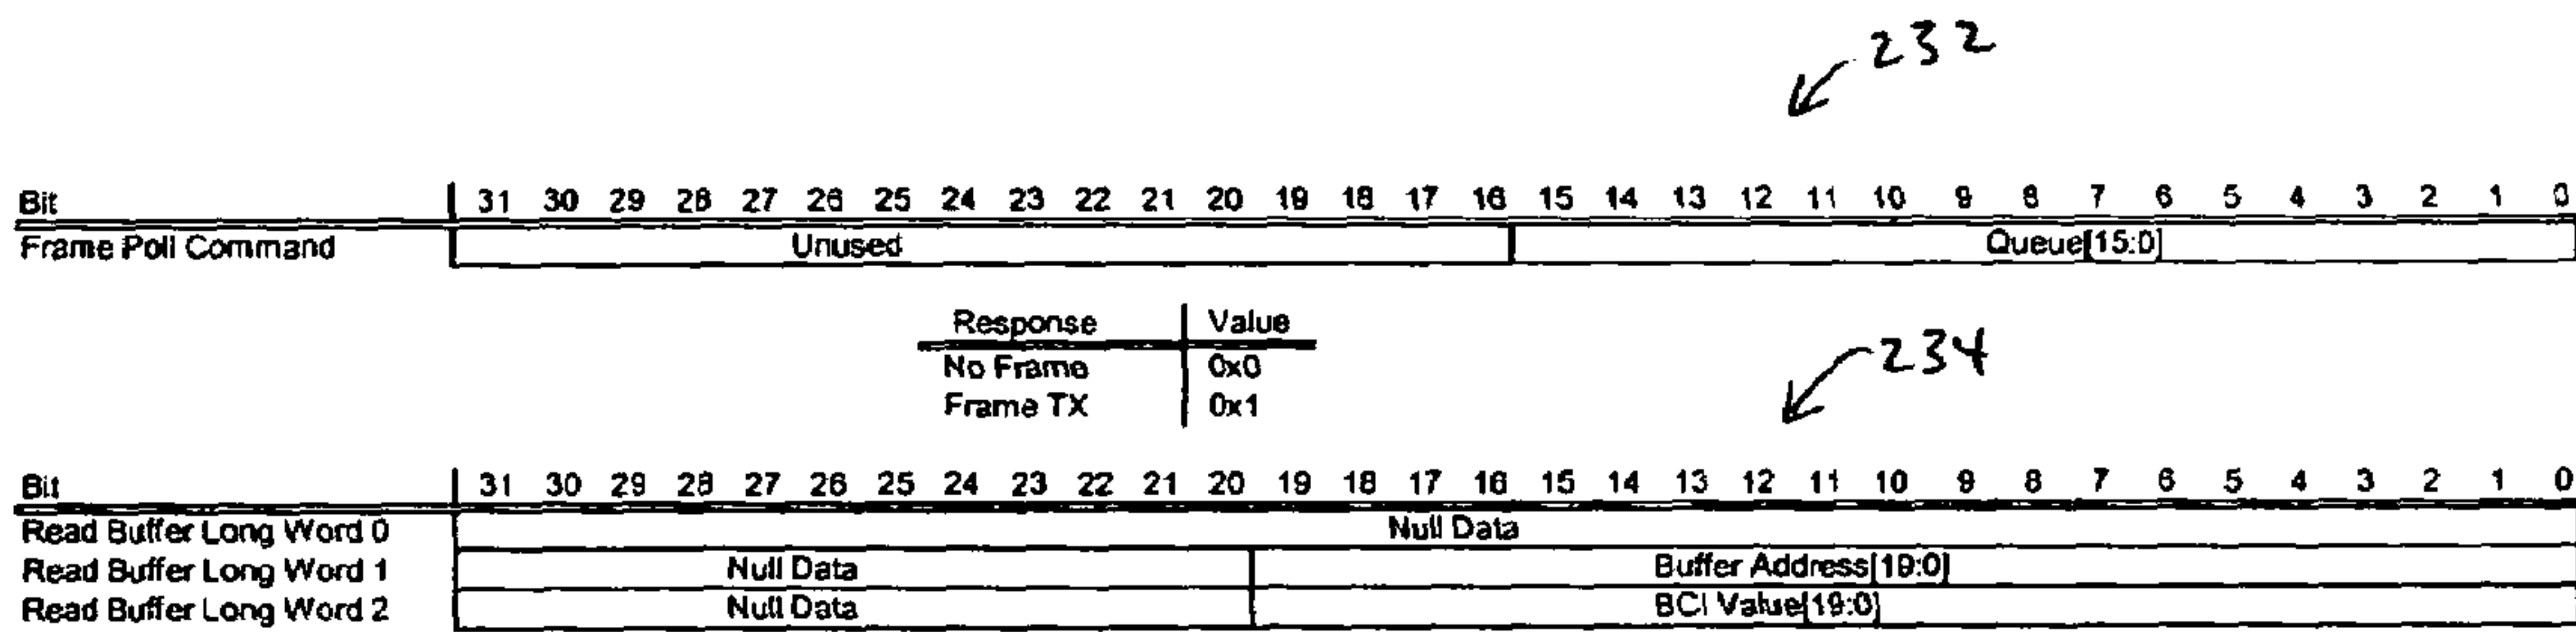 232
Bit 31 30 29 28 27 26 25 24 23 22 21 20 19 18 17 16 15 14 13 12 11 10 9 8 7 6 5 4 3 2 1 0
Frame Poll Command Unused Queue[15:0]
Response Value
No Frame 0x0
Frame TX 0x1
234
Bit 31 30 29 28 27 26 25 24 23 22 21 20 19 18 17 16 15 14 13 12 11 10 9 8 7 6 5 4 3 2 1 0
Read Buffer Long Word 0 Null Data
Read Buffer Long Word 1 Null Data Buffer Address[19:0]
Read Buffer Long Word 2 Null Data BCI Value[19:0]